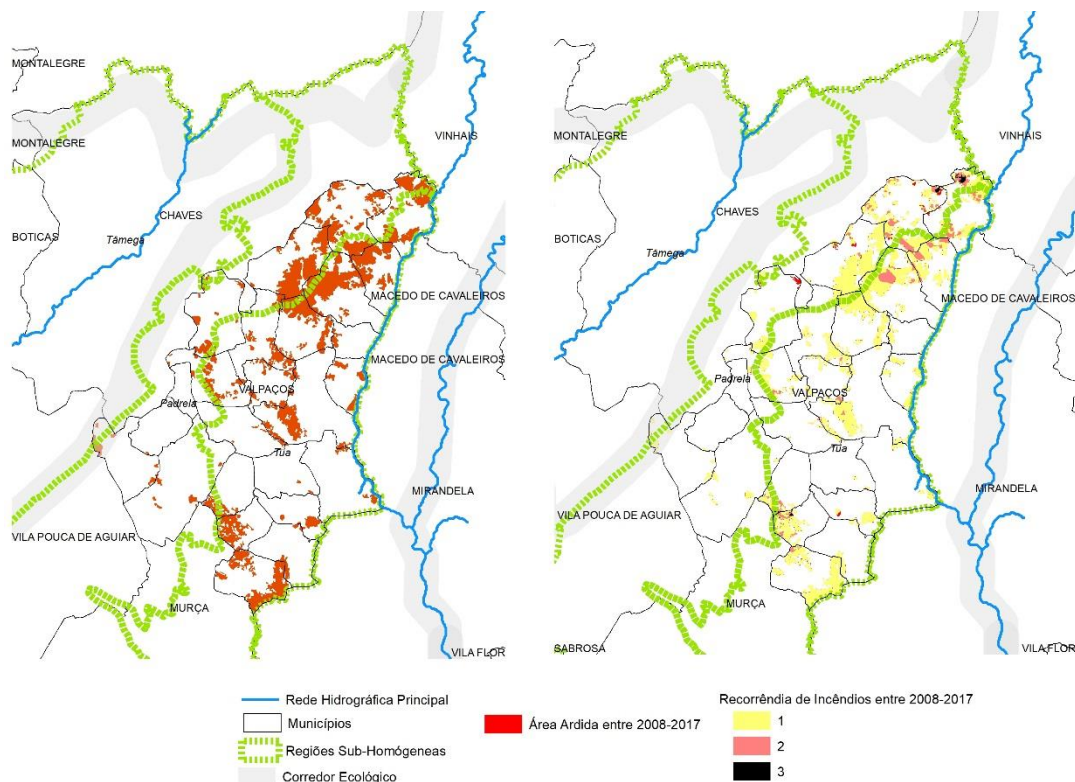 MONTALEGRE
MONTALEGRE
VINHAIS
CHAVES
Tâmega
BOTICAS
MACEDO DE CAVALEIROS
MACEDO DE CAVALEIROS
VALPAÇOS
Padrela
Tua
MIRANDELA
VILA POUCA DE AGUIAR
MURÇA
VILA FLOR
MONTALEGRE
VINHAIS
CHAVES
BOTICAS
Tâmega
MACEDO DE CAVALEIROS
Padrela
VALPAÇOS
Tua
MIRANDELA
VILA POUCA DE AGUIAR
MURÇA
SABROSA
VILA FLOR
Rede Hidrográfica Principal
Municípios
Regiões Sub-Homógeneas
Corredor Ecológico
Área Ardida entre 2008-2017
Recorrência de Incêndios entre 2008-2017
1
2
3